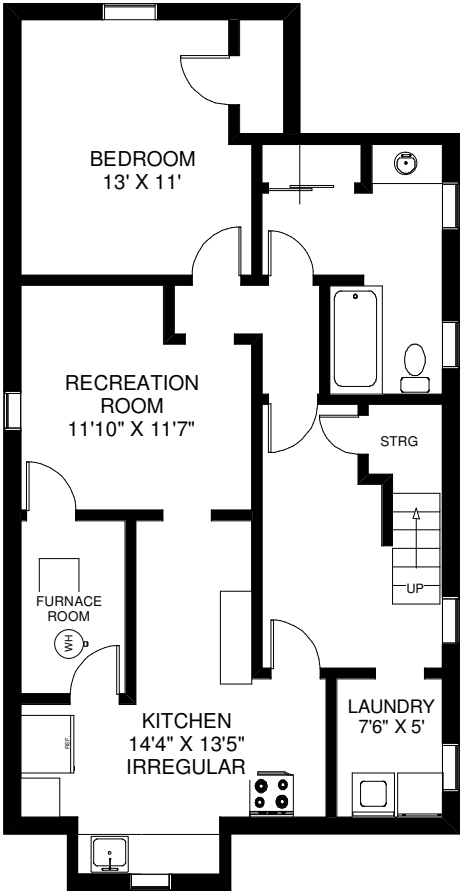 BEDROOM
13' X 11'
RECREATION
ROOM
11'10" X 11'7"
STRG
UP
FURNACE
ROOM
WH
LAUNDRY
7'6" X 5'
KITCHEN
14'4" X 13'5"
IRREGULAR
REF.